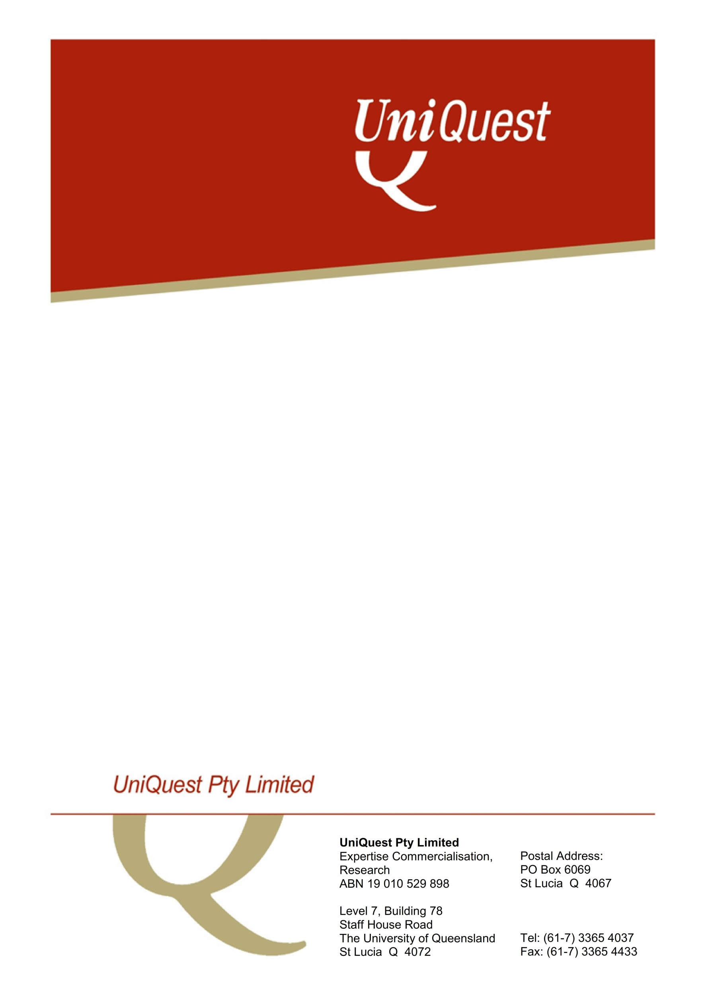 UniQuest
Q
UniQuest Pty Limited
Q
UniQuest Pty Limited
Expertise Commercialisation,
Research
ABN 19 010 529 898
Level 7, Building 78
Staff House Road
The University of Queensland
St Lucia  Q  4072
Postal Address:
PO Box 6069
St Lucia  Q  4067
Tel: (61-7) 3365 4037
Fax: (61-7) 3365 4433